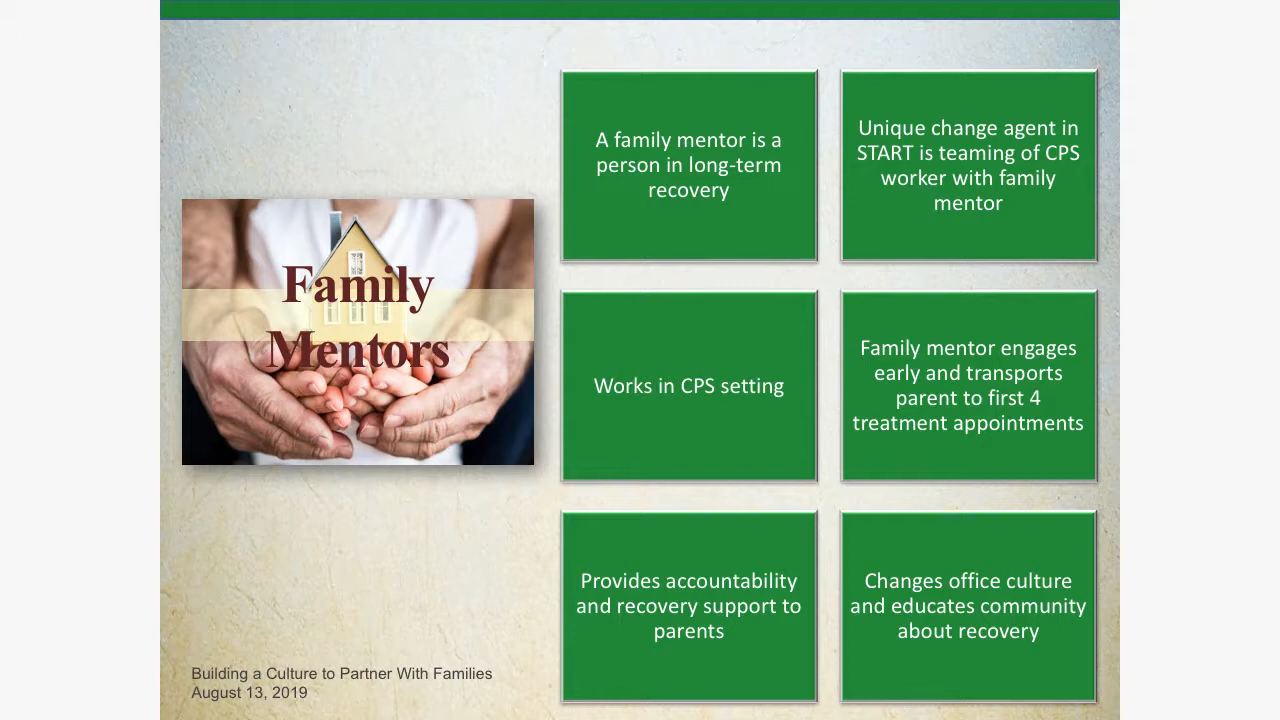 Family
Mentors
A family mentor is a
person in long-term
recovery
Unique change agent in
START is teaming of CPS
worker with family
mentor
Works in CPS setting
Family mentor engages
early and transports
parent to first 4
treatment appointments
Provides accountability
and recovery support to
parents
Changes office culture
and educates community
about recovery
Building a Culture to Partner With Families
August 13, 2019